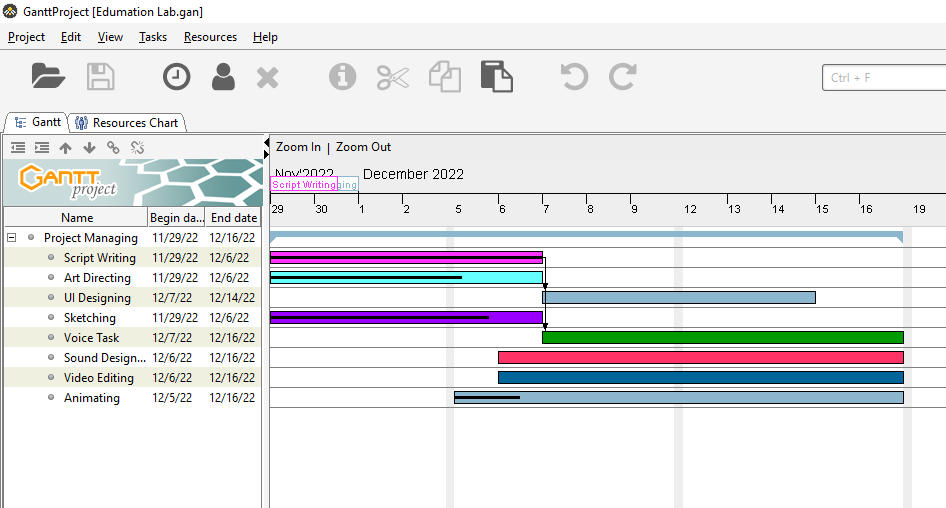 GanttProject [Edumation Lab.gan]
Project Edit View Tasks Resources Help
Ctrl + F
Gantt Resources Chart
Zoom In | Zoom Out
GANTT project
Nov'2022 December 2022
Script Writing ging
29 30 1 2 5 6 7 8 9 12 13 14 15 16 19
Name Begin da... End date
Project Managing 11/29/22 12/16/22
Script Writing 11/29/22 12/6/22
Art Directing 11/29/22 12/6/22
UI Designing 12/7/22 12/14/22
Sketching 11/29/22 12/6/22
Voice Task 12/7/22 12/16/22
Sound Design... 12/6/22 12/16/22
Video Editing 12/6/22 12/16/22
Animating 12/5/22 12/16/22